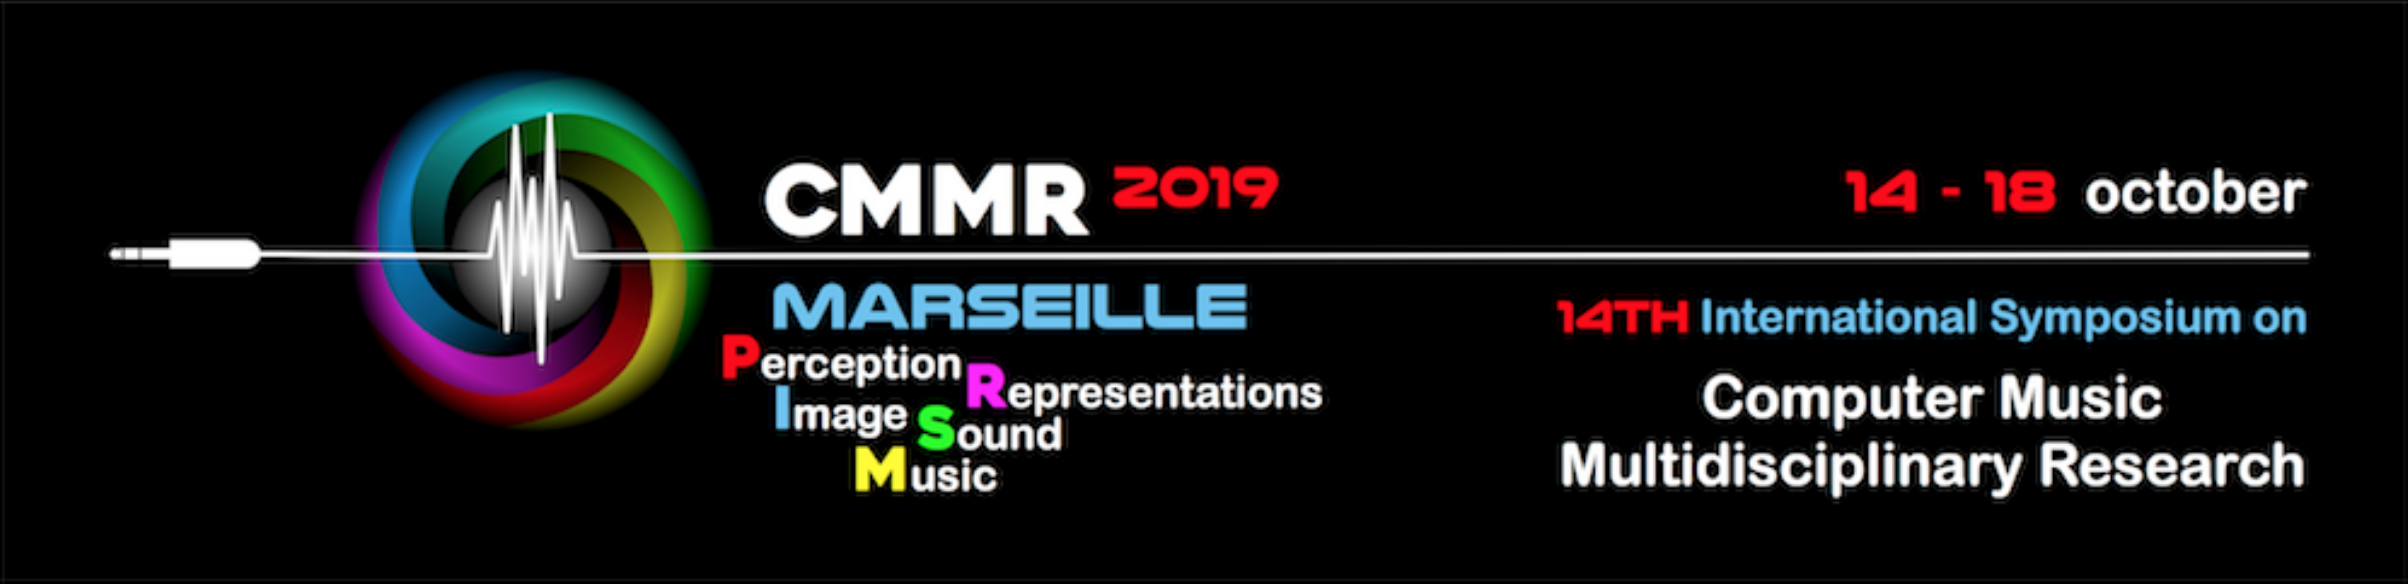 CMMR 2019
MARSEILLE
Perception
Representations
Image
Sound
Music
14 - 18 october
14TH International Symposium on
Computer Music
Multidisciplinary Research